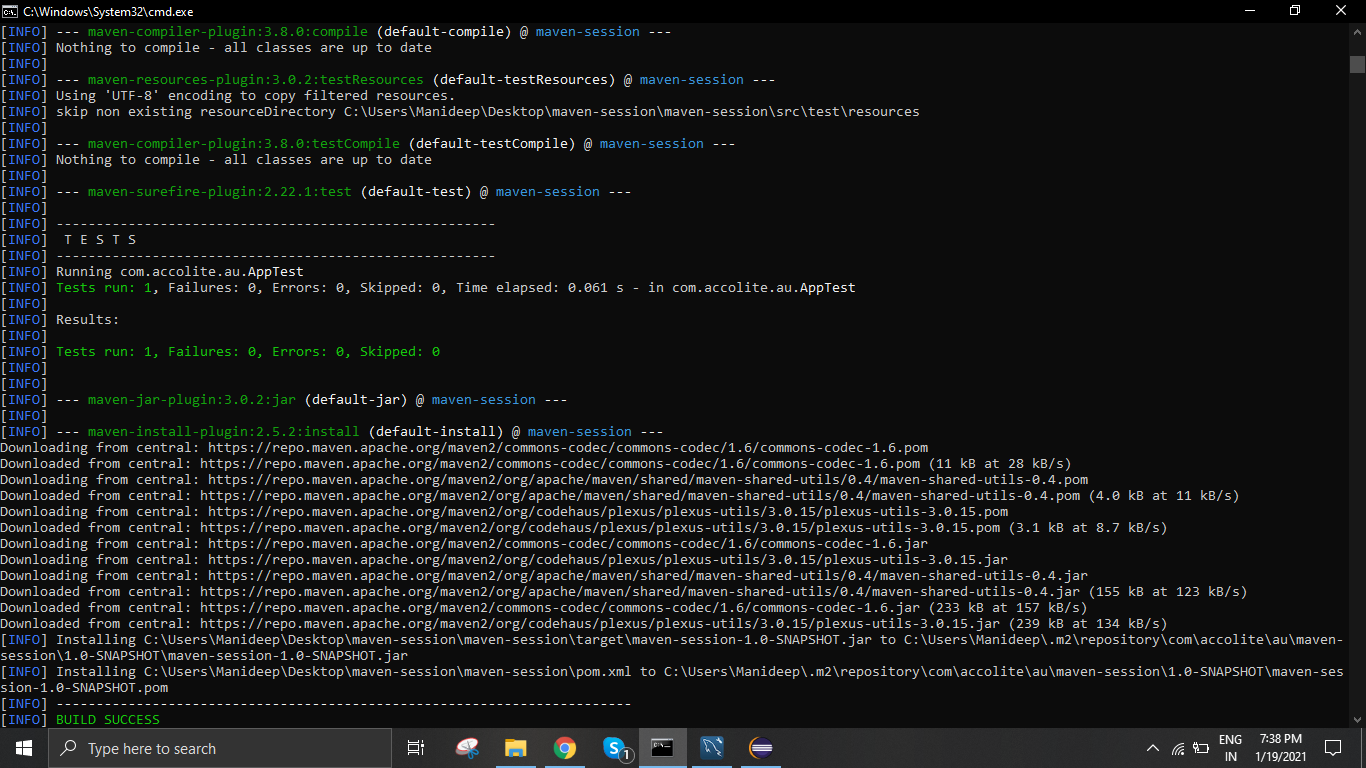 C:\Windows\System32\cmd.exe
[INFO] --- maven-compiler-plugin:3.8.0:compile (default-compile) @ maven-session ---
[INFO] Nothing to compile - all classes are up to date
[INFO]
[INFO] --- maven-resources-plugin:3.0.2:testResources (default-testResources) @ maven-session ---
[INFO] Using 'UTF-8' encoding to copy filtered resources.
[INFO] skip non existing resourceDirectory C:\Users\Manideep\Desktop\maven-session\maven-session\src\test\resources
[INFO]
[INFO] --- maven-compiler-plugin:3.8.0:testCompile (default-testCompile) @ maven-session ---
[INFO] Nothing to compile - all classes are up to date
[INFO]
[INFO] --- maven-surefire-plugin:2.22.1:test (default-test) @ maven-session ---
[INFO]
[INFO] -------------------------------------------------------
[INFO]  T E S T S
[INFO] -------------------------------------------------------
[INFO] Running com.accolite.au.AppTest
[INFO] Tests run: 1, Failures: 0, Errors: 0, Skipped: 0, Time elapsed: 0.061 s - in com.accolite.au.AppTest
[INFO]
[INFO] Results:
[INFO]
[INFO] Tests run: 1, Failures: 0, Errors: 0, Skipped: 0
[INFO]
[INFO]
[INFO] --- maven-jar-plugin:3.0.2:jar (default-jar) @ maven-session ---
[INFO]
[INFO] --- maven-install-plugin:2.5.2:install (default-install) @ maven-session ---
Downloading from central: https://repo.maven.apache.org/maven2/commons-codec/commons-codec/1.6/commons-codec-1.6.pom
Downloaded from central: https://repo.maven.apache.org/maven2/commons-codec/commons-codec/1.6/commons-codec-1.6.pom (11 kB at 28 kB/s)
Downloading from central: https://repo.maven.apache.org/maven2/org/apache/maven/shared/maven-shared-utils/0.4/maven-shared-utils-0.4.pom
Downloaded from central: https://repo.maven.apache.org/maven2/org/apache/maven/shared/maven-shared-utils/0.4/maven-shared-utils-0.4.pom (4.0 kB at 11 kB/s)
Downloading from central: https://repo.maven.apache.org/maven2/org/codehaus/plexus/plexus-utils/3.0.15/plexus-utils-3.0.15.pom
Downloaded from central: https://repo.maven.apache.org/maven2/org/codehaus/plexus/plexus-utils/3.0.15/plexus-utils-3.0.15.pom (3.1 kB at 8.7 kB/s)
Downloading from central: https://repo.maven.apache.org/maven2/commons-codec/commons-codec/1.6/commons-codec-1.6.jar
Downloading from central: https://repo.maven.apache.org/maven2/org/codehaus/plexus/plexus-utils/3.0.15/plexus-utils-3.0.15.jar
Downloading from central: https://repo.maven.apache.org/maven2/org/apache/maven/shared/maven-shared-utils/0.4/maven-shared-utils-0.4.jar
Downloaded from central: https://repo.maven.apache.org/maven2/org/apache/maven/shared/maven-shared-utils/0.4/maven-shared-utils-0.4.jar (155 kB at 123 kB/s)
Downloaded from central: https://repo.maven.apache.org/maven2/commons-codec/commons-codec/1.6/commons-codec-1.6.jar (233 kB at 157 kB/s)
Downloaded from central: https://repo.maven.apache.org/maven2/org/codehaus/plexus/plexus-utils/3.0.15/plexus-utils-3.0.15.jar (239 kB at 134 kB/s)
[INFO] Installing C:\Users\Manideep\Desktop\maven-session\maven-session\target\maven-session-1.0-SNAPSHOT.jar to C:\Users\Manideep\.m2\repository\com\accolite\au\maven-
session\1.0-SNAPSHOT\maven-session-1.0-SNAPSHOT.jar
[INFO] Installing C:\Users\Manideep\Desktop\maven-session\maven-session\pom.xml to C:\Users\Manideep\.m2\repository\com\accolite\au\maven-session\1.0-SNAPSHOT\maven-ses
sion-1.0-SNAPSHOT.pom
[INFO] ------------------------------------------------------------------------
[INFO] BUILD SUCCESS
Type here to search
1
ENG
IN
7:38 PM
1/19/2021